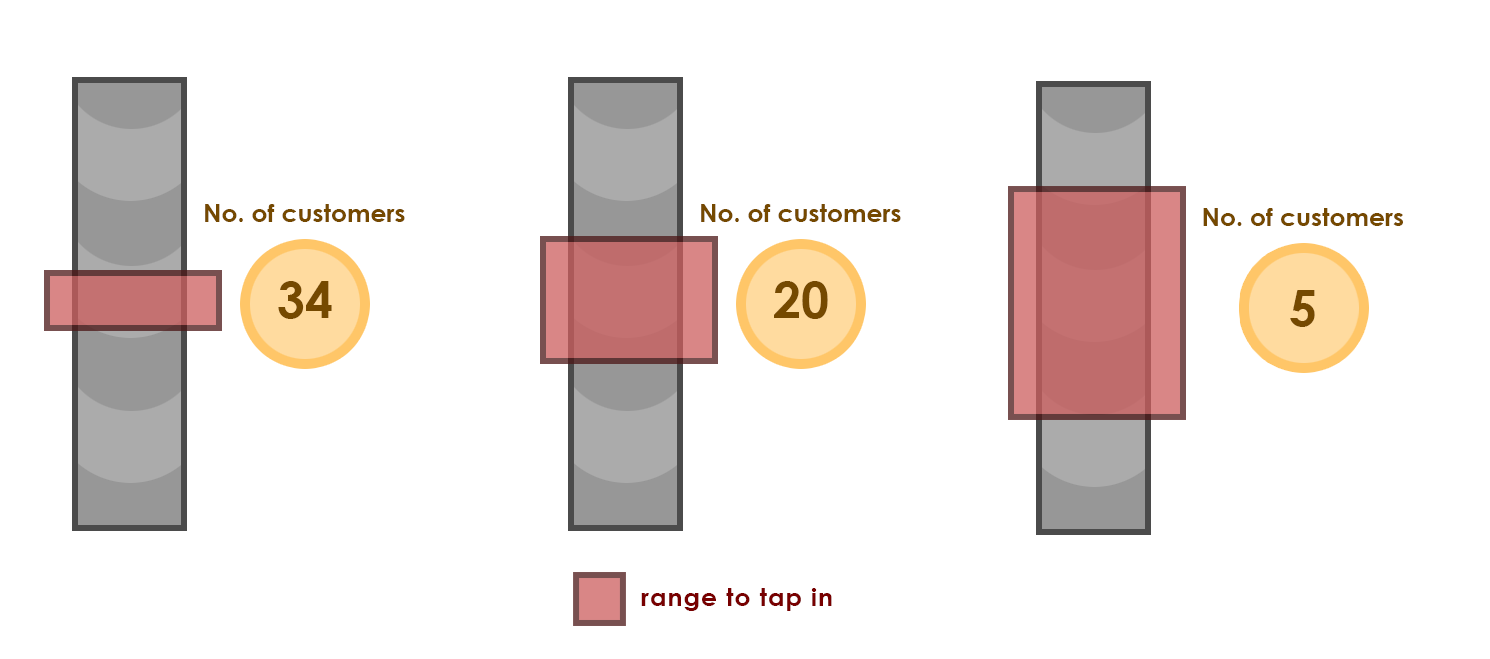 No. of customers
34
No. of customers
20
No. of customers
5
range to tap in